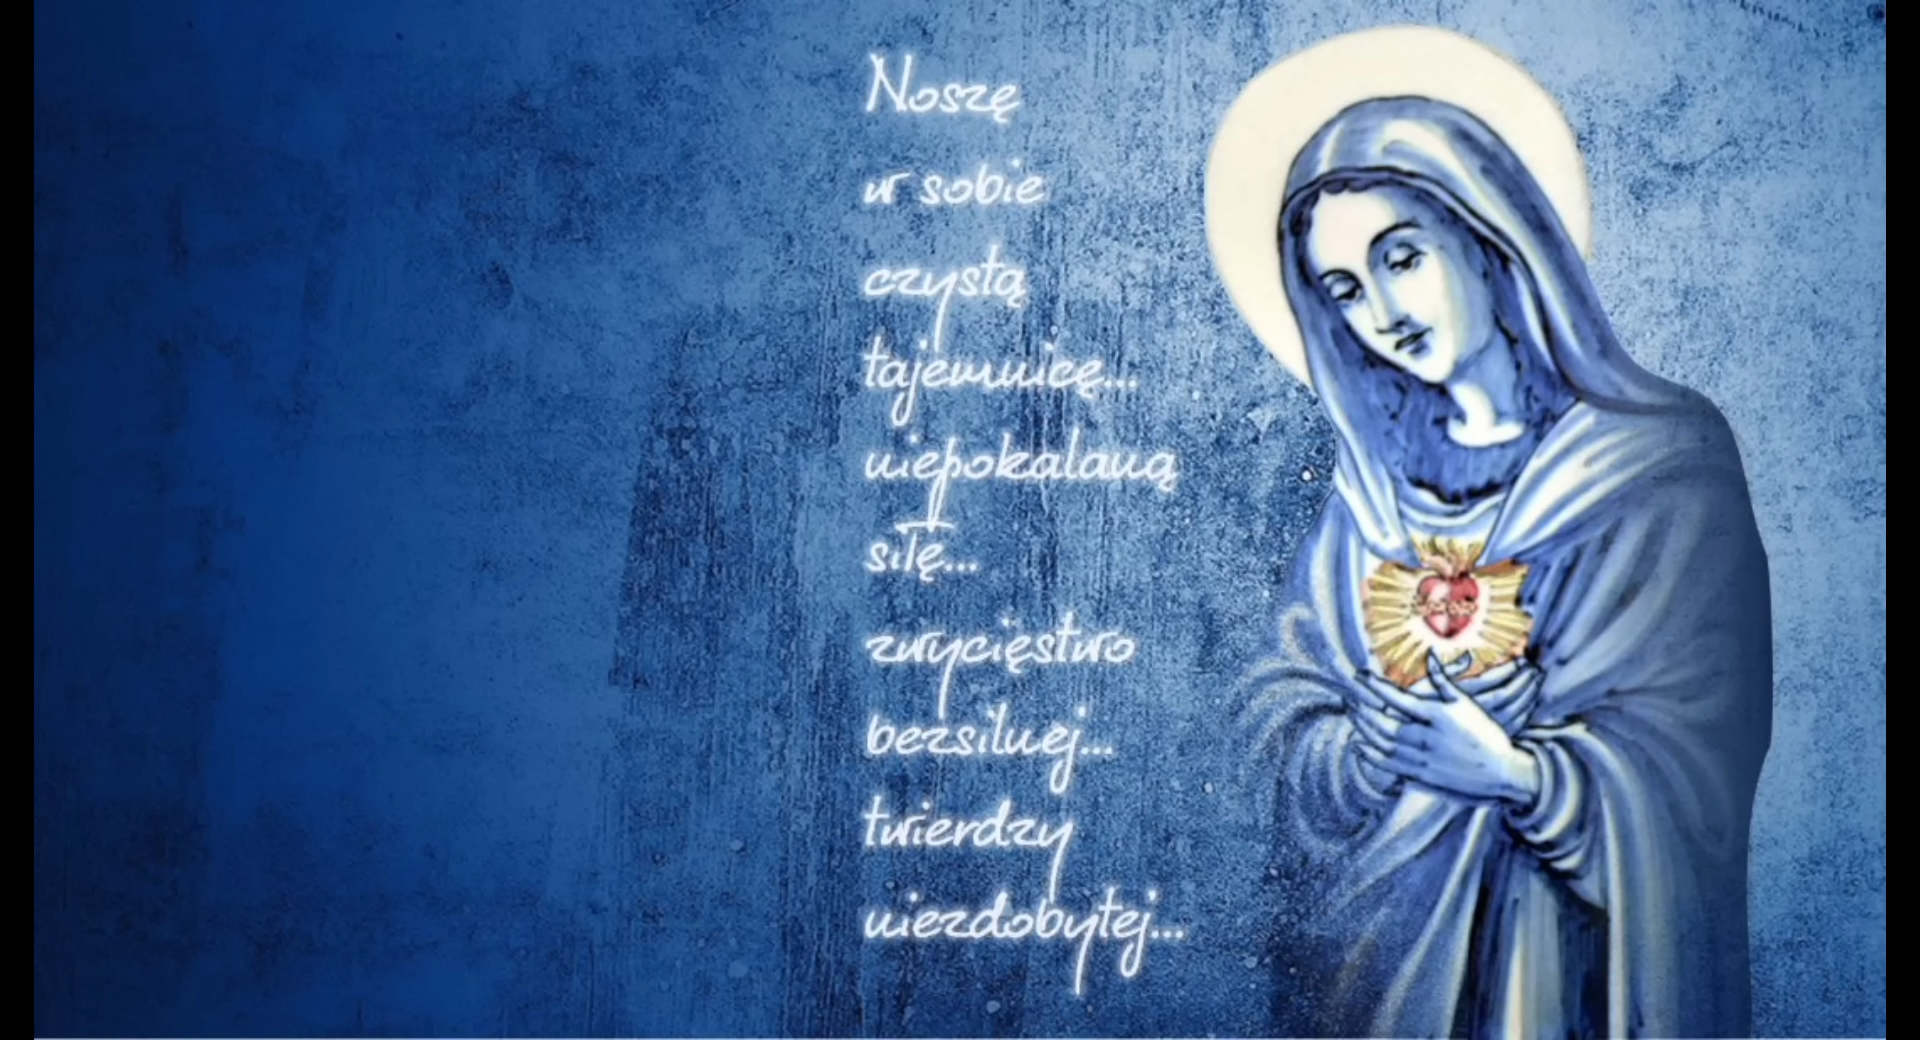 Noszę
w sobie
czystą
tajemnicę...
niepokalaną
siłę...
zwycięstwo
bezsilnej...
twierdzy
niezdobytej...